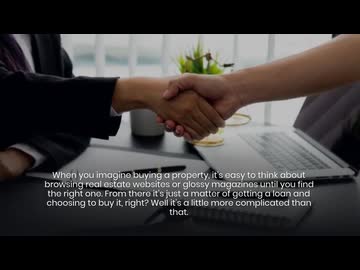 When you imagine buying a property, it's easy to think about
browsing real estate websites or glossy magazines until you find
the right one. From there it's just a matter of getting a loan and
choosing to buy it, right? Well it's a little more complicated than
that.